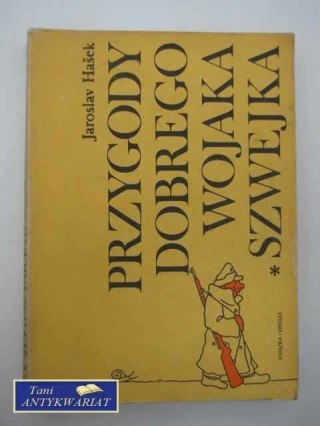 Jaroslav Hašek
PRZYGODY
DOBREGO
WOJAKA
* SZWEJKA
KSIĄŻKA I WIEDZA
Tani
ANTYKWARIAT